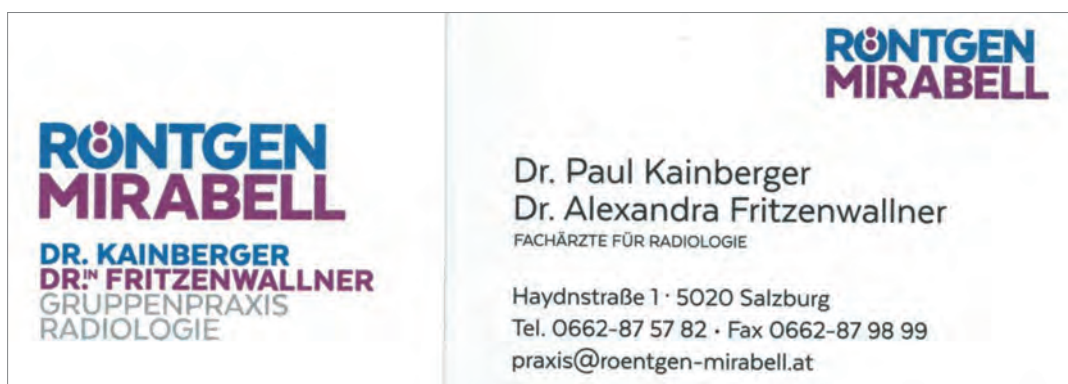 RÖNTGEN
MIRABELL
DR. KAINBERGER
DR.IN FRITZENWALLNER
GRUPPENPRAXIS
RADIOLOGIE
RÖNTGEN
MIRABELL
Dr. Paul Kainberger
Dr. Alexandra Fritzenwallner
FACHÄRZTE FÜR RADIOLOGIE
Haydnstraße 1 · 5020 Salzburg
Tel. 0662-87 57 82 · Fax 0662-87 98 99
praxis@roentgen-mirabell.at